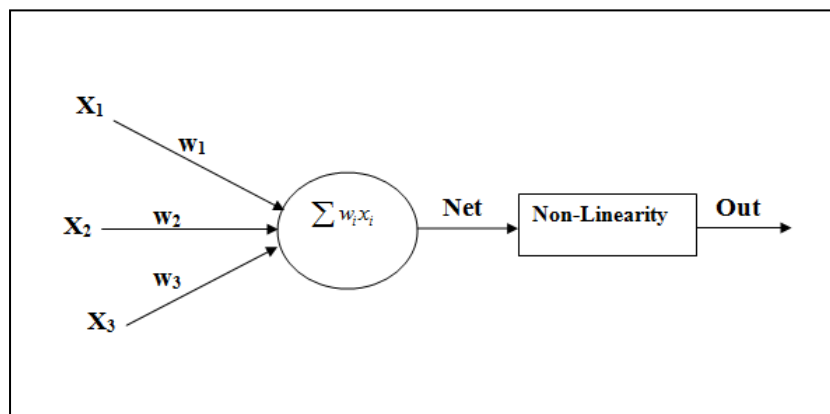 X₁
w₁
X₂
w₂
w₃
X₃
∑ wᵢxᵢ
Net
Non-Linearity
Out